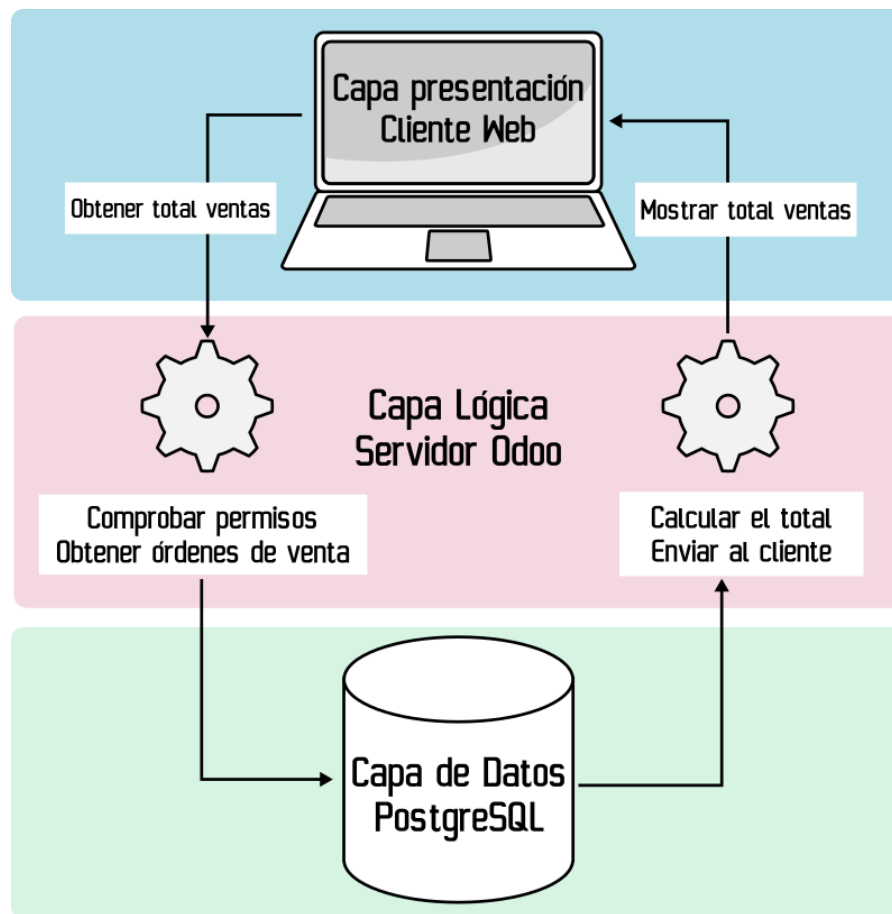 Capa presentación
Cliente Web
Obtener total ventas
Mostrar total ventas
Capa Lógica
Servidor Odoo
Comprobar permisos
Obtener órdenes de venta
Calcular el total
Enviar al cliente
Capa de Datos
PostgreSQL